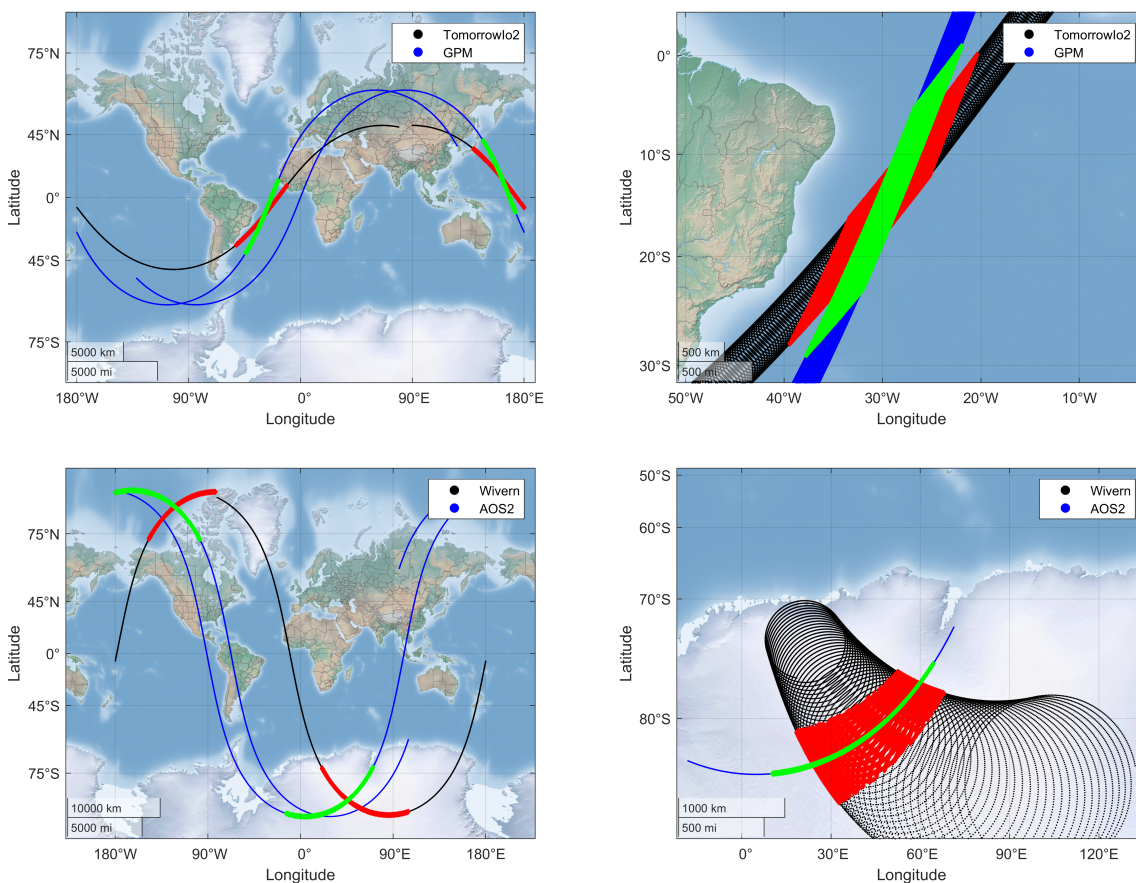 75°N
45°N
0°
45°S
75°S
Latitude
TomorrowIo2
GPM
5000 km
5000 mi
180°W
90°W
0°
90°E
180°E
Longitude
0°
10°S
20°S
30°S
Latitude
TomorrowIo2
GPM
500 km
500 mi
50°W
40°W
30°W
20°W
10°W
Longitude
75°N
45°N
0°
45°S
75°S
Latitude
Wivern
AOS2
10000 km
5000 mi
180°W
90°W
0°
90°E
180°E
Longitude
50°S
60°S
70°S
80°S
Latitude
Wivern
AOS2
1000 km
500 mi
0°
30°E
60°E
90°E
120°E
Longitude